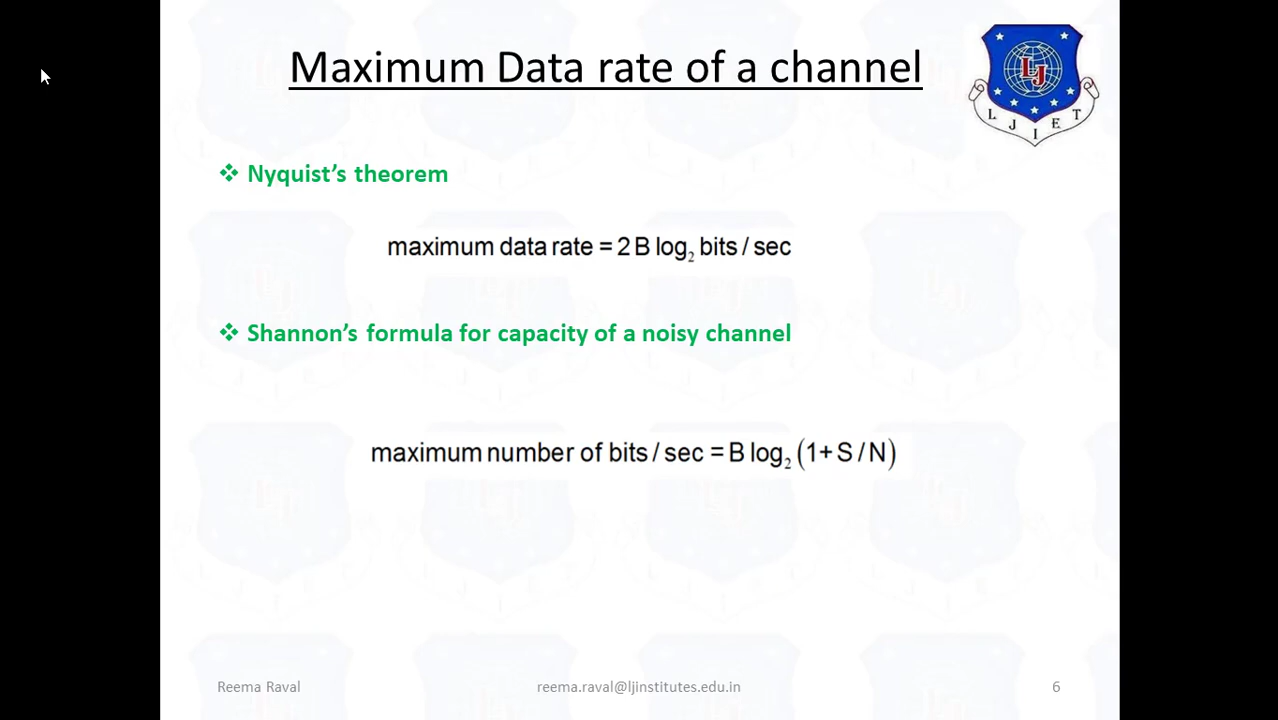 Maximum Data rate of a channel
LJ
L J I E T
❖ Nyquist’s theorem
maximum data rate = 2 B log₂ bits / sec
❖ Shannon’s formula for capacity of a noisy channel
maximum number of bits / sec = B log₂ (1+ S / N)
Reema Raval reema.raval@ljinstitutes.edu.in 6